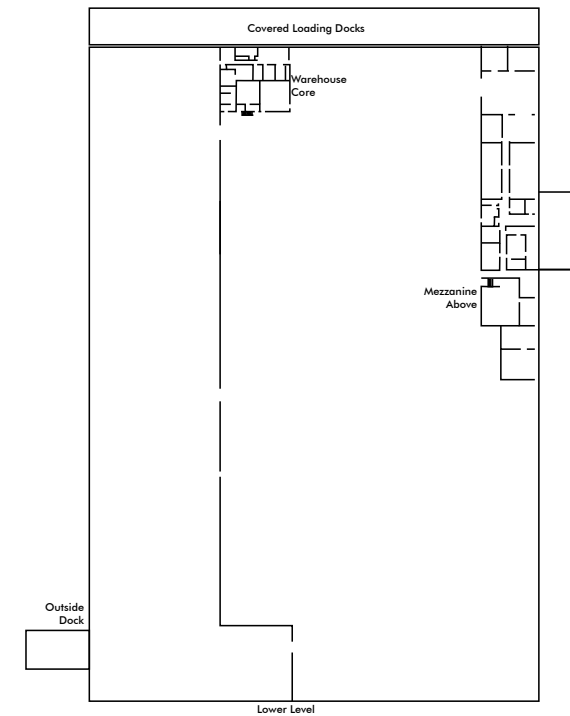 Covered Loading Docks
Warehouse
Core
Mezzanine
Above
Outside
Dock
Lower Level